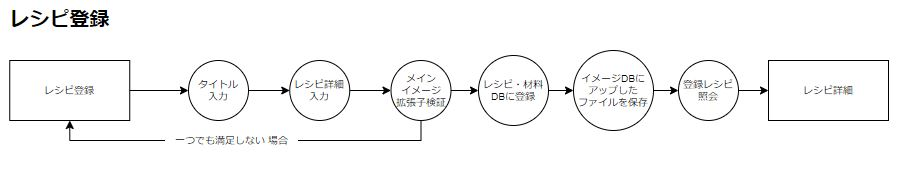 レシピ登録
レシピ登録
タイトル
入力
レシピ詳細
入力
メイン
イメージ
拡張子検証
レシピ・材料
DBに登録
イメージDBに
アップした
ファイルを保存
登録レシピ
照会
レシピ詳細
一つでも満足しない 場合